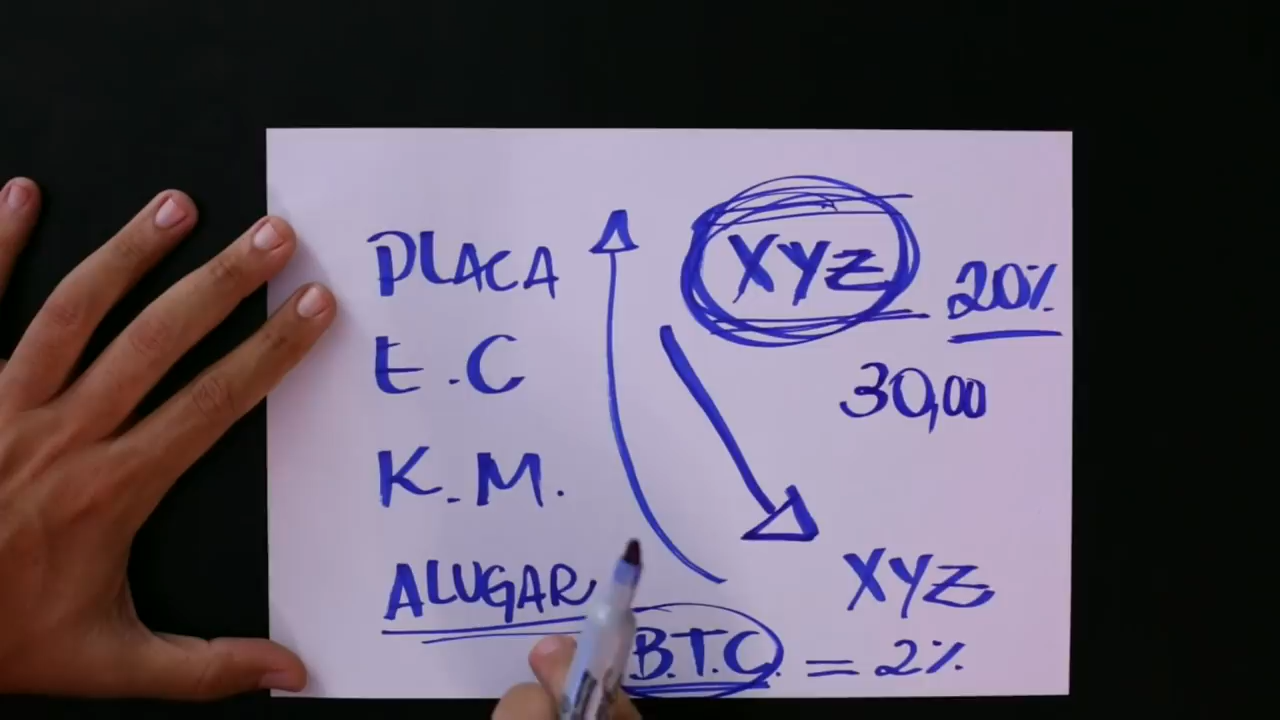 PLACA
E.C
K.M.
ALUGAR
B.T.C. = 2%
XYZ
20%
30,00
XYZ